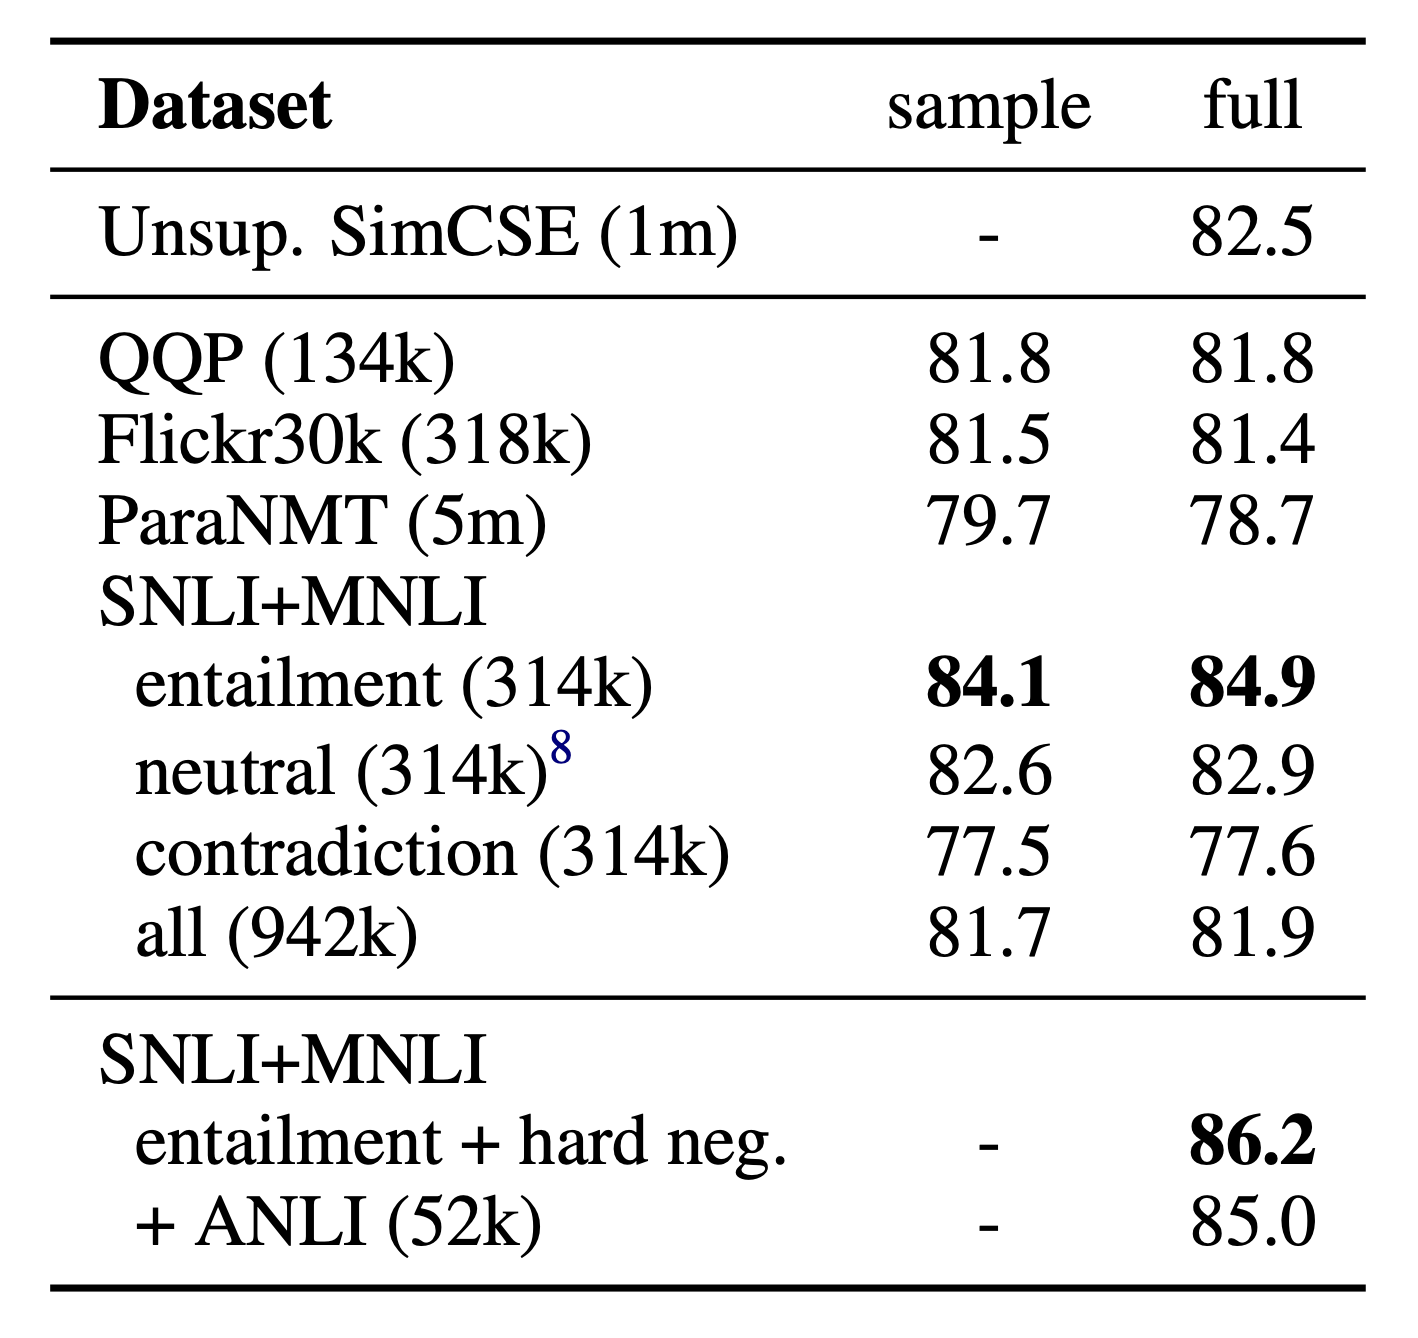 Dataset sample full
Unsup. SimCSE (1m) - 82.5
QQP (134k) 81.8 81.8
Flickr30k (318k) 81.5 81.4
ParaNMT (5m) 79.7 78.7
SNLI+MNLI
entailment (314k) 84.1 84.9
neutral (314k)8 82.6 82.9
contradiction (314k) 77.5 77.6
all (942k) 81.7 81.9
SNLI+MNLI
entailment + hard neg. - 86.2
+ ANLI (52k) - 85.0